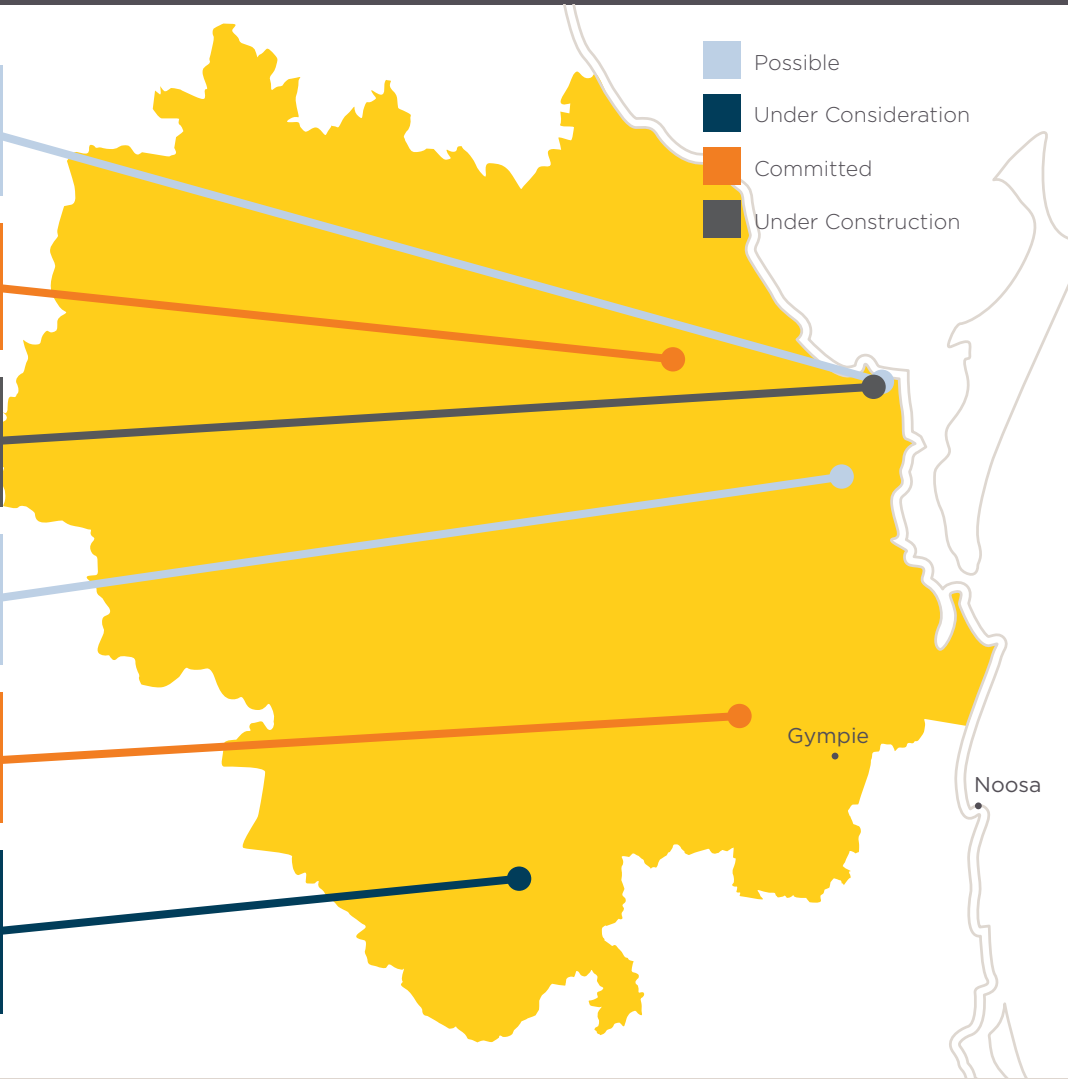 Possible
Under Consideration
Committed
Under Construction
Gympie
Noosa